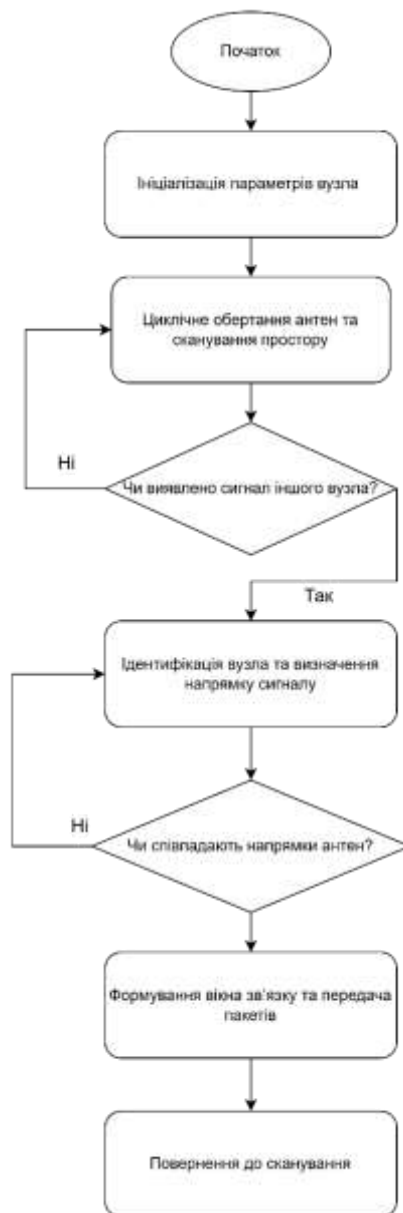 Початок
Ініціалізація параметрів вузла
Циклічне обертання антен та
сканування простору
Ні
Чи виявлено сигнал іншого вузла?
Так
Ідентифікація вузла та визначення
напрямку сигналу
Ні
Чи співпадають напрямки антен?
Формування вікна зв'язку та передача
пакетів
Повернення до сканування